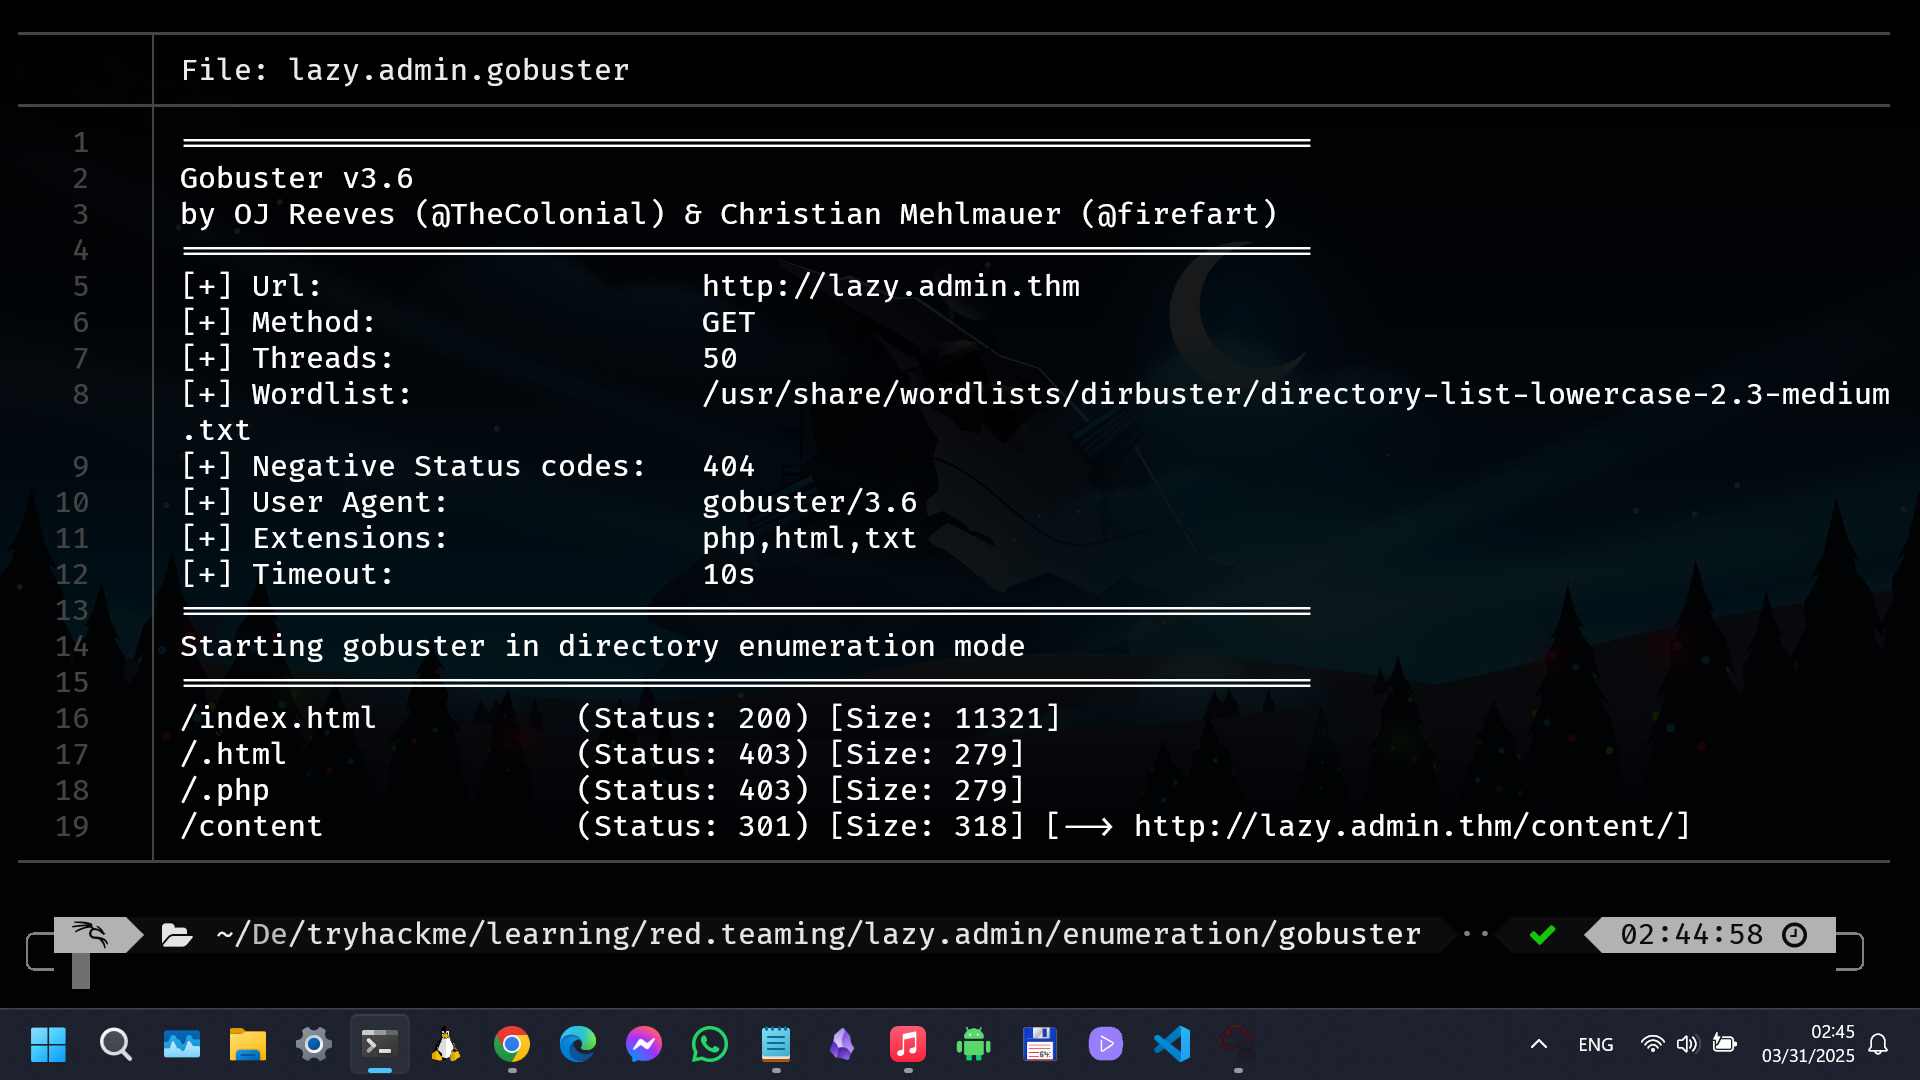 File: lazy.admin.gobuster
1 ===============================================================
2 Gobuster v3.6
3 by OJ Reeves (@TheColonial) & Christian Mehlmauer (@firefart)
4 ===============================================================
5 [+] Url:                     http://lazy.admin.thm
6 [+] Method:                  GET
7 [+] Threads:                 50
8 [+] Wordlist:                /usr/share/wordlists/dirbuster/directory-list-lowercase-2.3-medium
.txt
9 [+] Negative Status codes:   404
10 [+] User Agent:              gobuster/3.6
11 [+] Extensions:              php,html,txt
12 [+] Timeout:                 10s
13 ===============================================================
14 Starting gobuster in directory enumeration mode
15 ===============================================================
16 /index.html           (Status: 200) [Size: 11321]
17 /.html                (Status: 403) [Size: 279]
18 /.php                 (Status: 403) [Size: 279]
19 /content              (Status: 301) [Size: 318] [--> http://lazy.admin.thm/content/]
~/De/tryhackme/learning/red.teaming/lazy.admin/enumeration/gobuster ·· ✔ 02:44:58
64
ENG
02:45
03/31/2025